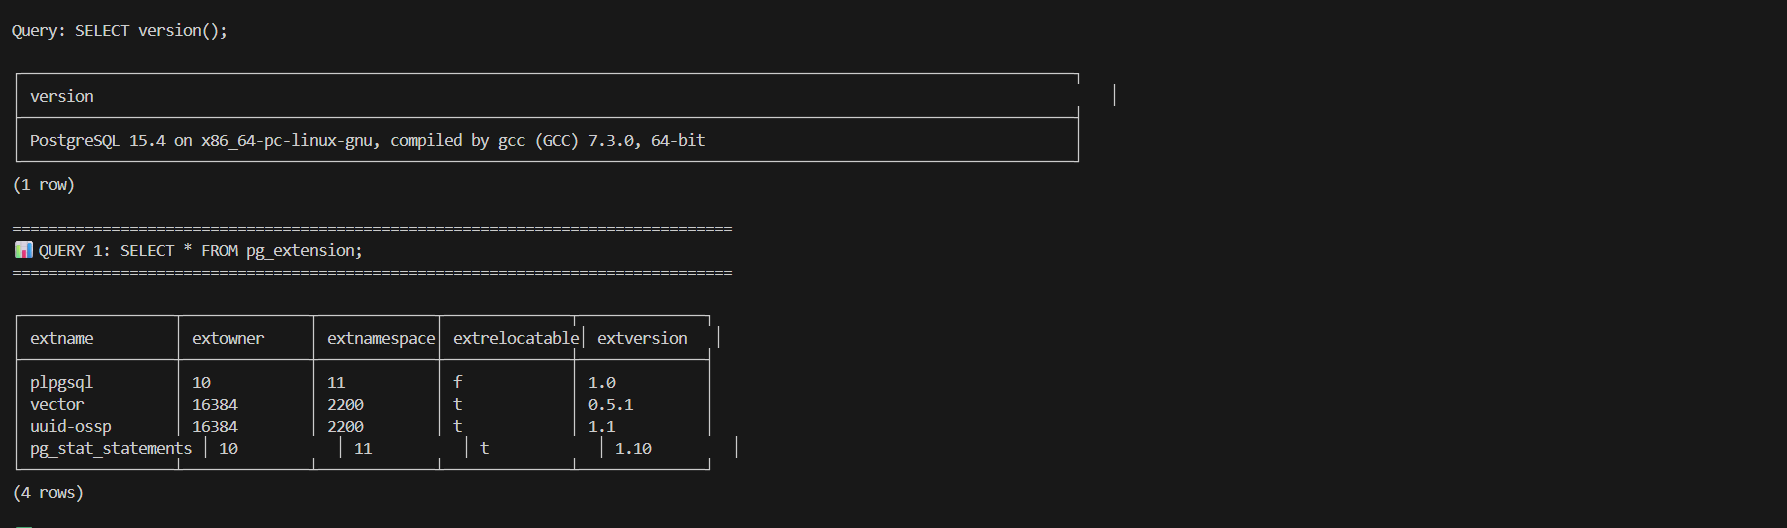 Query: SELECT version();
version
PostgreSQL 15.4 on x86_64-pc-linux-gnu, compiled by gcc (GCC) 7.3.0, 64-bit
(1 row)
================================================================================
📊 QUERY 1: SELECT * FROM pg_extension;
================================================================================
extname │ extowner │ extnamespace│ extrelocatable│ extversion │
plpgsql │ 10 │ 11 │ f │ 1.0 │
vector │ 16384 │ 2200 │ t │ 0.5.1 │
uuid-ossp │ 16384 │ 2200 │ t │ 1.1 │
pg_stat_statements │ 10 │ 11 │ t │ 1.10 │
(4 rows)